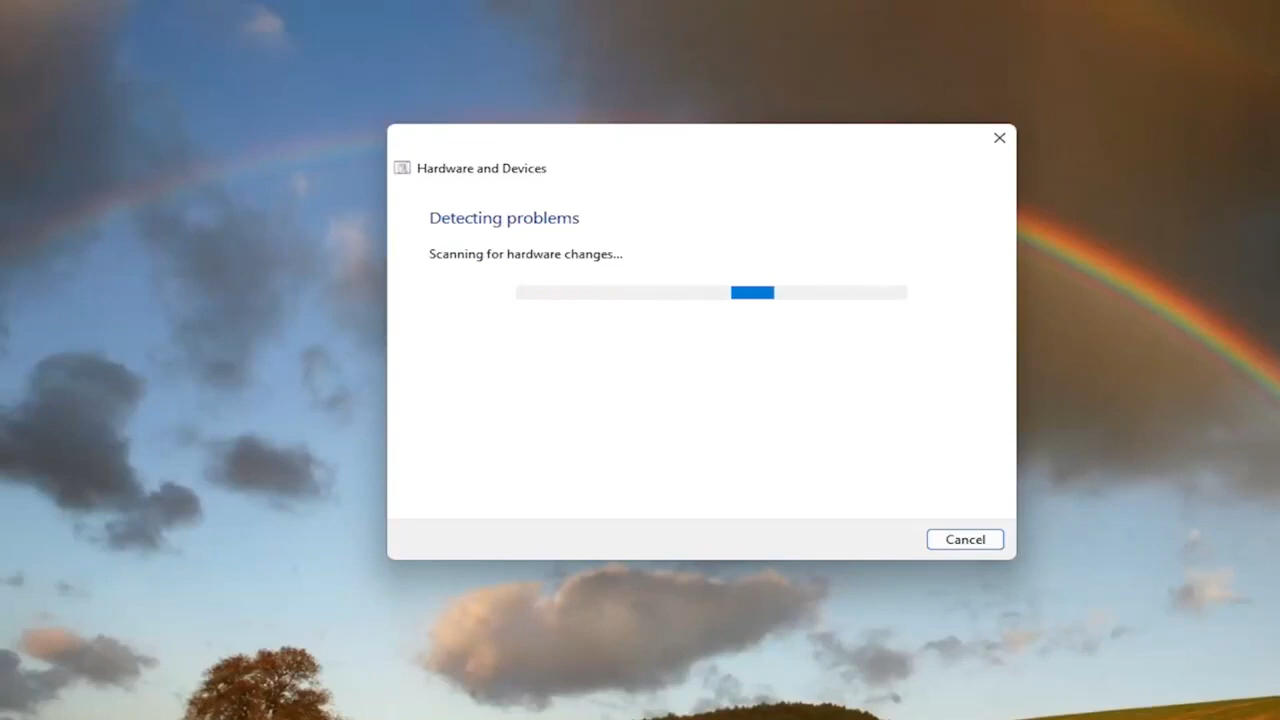 Hardware and Devices
Detecting problems
Scanning for hardware changes...
Cancel